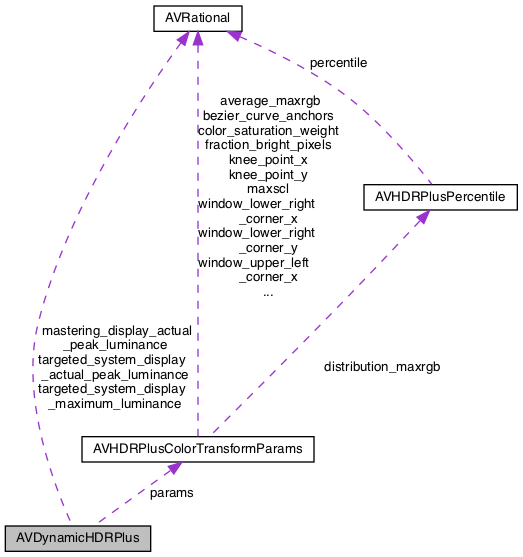 AVRational
percentile
average_maxrgb
bezier_curve_anchors
color_saturation_weight
fraction_bright_pixels
knee_point_x
knee_point_y
maxscl
window_lower_right
_corner_x
window_lower_right
_corner_y
window_upper_left
_corner_x
...
AVHDRPlusPercentile
mastering_display_actual
_peak_luminance
targeted_system_display
_actual_peak_luminance
targeted_system_display
_maximum_luminance
distribution_maxrgb
AVHDRPlusColorTransformParams
params
AVDynamicHDRPlus